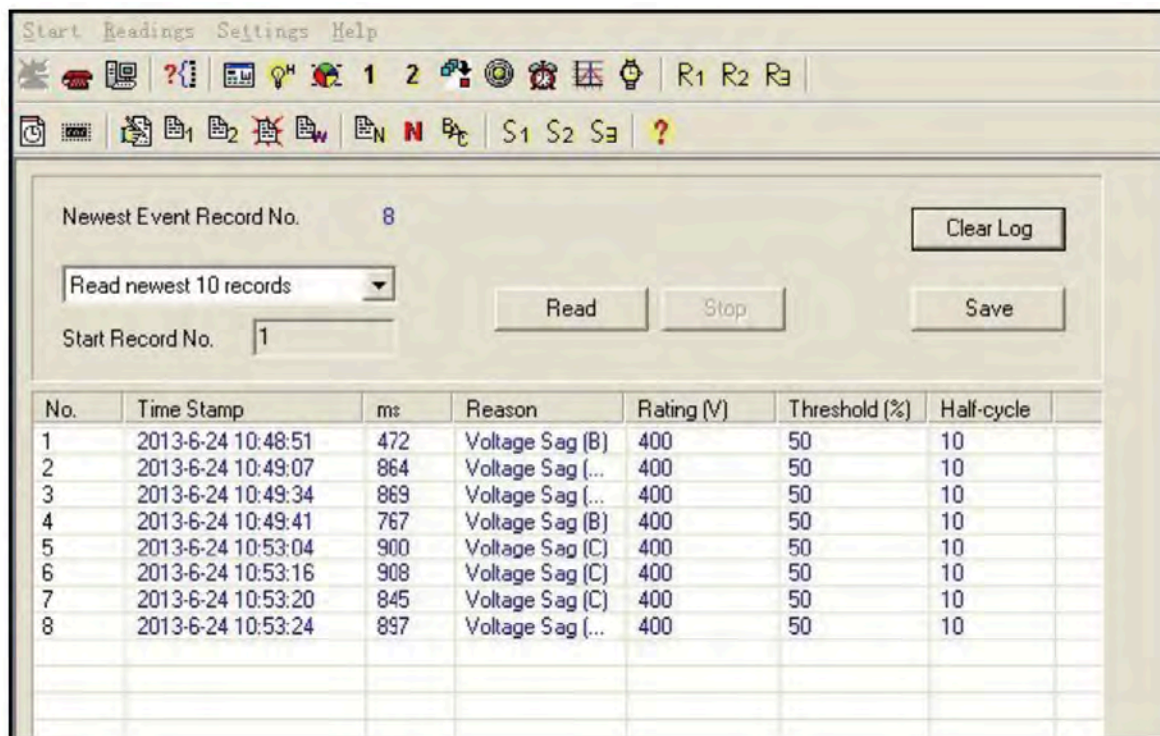 Start Readings Settings Help
?{ 1 2 R1 R2 R3
1 2 W N N BAC S1 S2 S3 ?
Newest Event Record No. 8
Clear Log
Read newest 10 records
Read Stop Save
Start Record No. 1
No. Time Stamp ms Reason Rating (V) Threshold (%) Half-cycle
1 2013-6-24 10:48:51 472 Voltage Sag (B) 400 50 10
2 2013-6-24 10:49:07 864 Voltage Sag (... 400 50 10
3 2013-6-24 10:49:34 869 Voltage Sag (... 400 50 10
4 2013-6-24 10:49:41 767 Voltage Sag (B) 400 50 10
5 2013-6-24 10:53:04 900 Voltage Sag (C) 400 50 10
6 2013-6-24 10:53:16 908 Voltage Sag (C) 400 50 10
7 2013-6-24 10:53:20 845 Voltage Sag (C) 400 50 10
8 2013-6-24 10:53:24 897 Voltage Sag (... 400 50 10